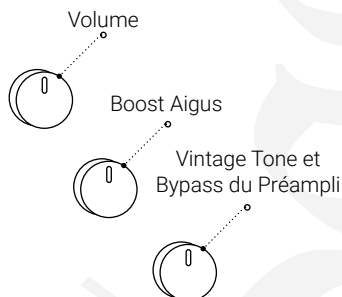 Volume
Boost Aigus
Vintage Tone et
Bypass du Préampli